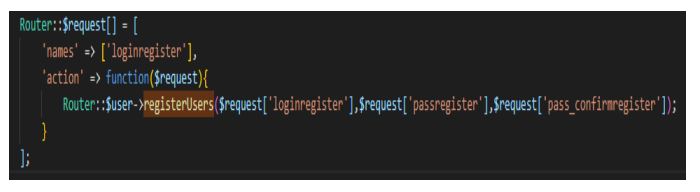 Router::$request[] = [
'names' => ['loginregister'],
'action' => function($request){
Router::$user->registerUsers($request['loginregister'],$request['passregister'],$request['pass_confirmregister']);
}
];